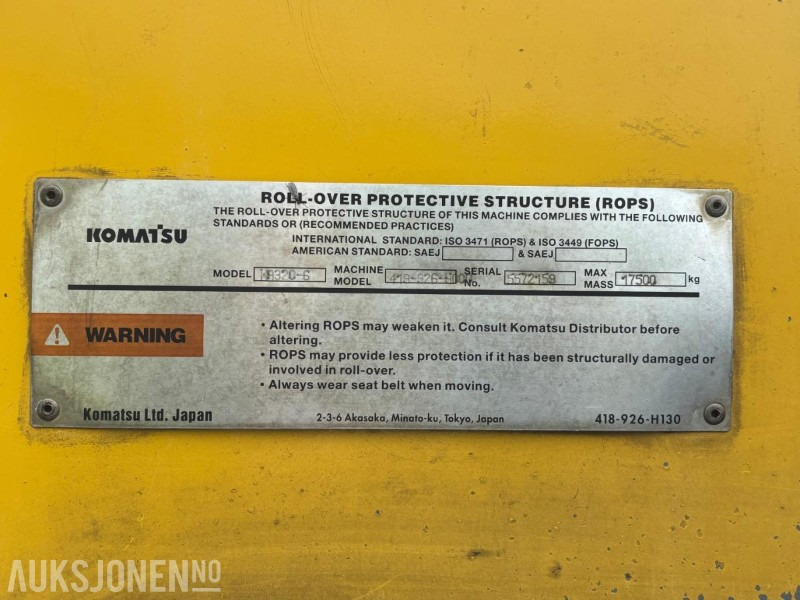 ROLL-OVER PROTECTIVE STRUCTURE (ROPS)
THE ROLL-OVER PROTECTIVE STRUCTURE OF THIS MACHINE COMPLIES WITH THE FOLLOWING
STANDARDS OR (RECOMMENDED PRACTICES)
KOMATSU
INTERNATIONAL STANDARD: ISO 3471 (ROPS) & ISO 3449 (FOPS)
AMERICAN STANDARD: SAEJ & SAEJ
MODEL MACHINE MODEL SERIAL No. MAX MASS 17500 kg
WARNING
• Altering ROPS may weaken it. Consult Komatsu Distributor before
altering.
• ROPS may provide less protection if it has been structurally damaged or
involved in roll-over.
• Always wear seat belt when moving.
Komatsu Ltd. Japan
2-3-6 Akasaka, Minato-ku, Tokyo, Japan
418-926-H130
AUKSJONEN NO